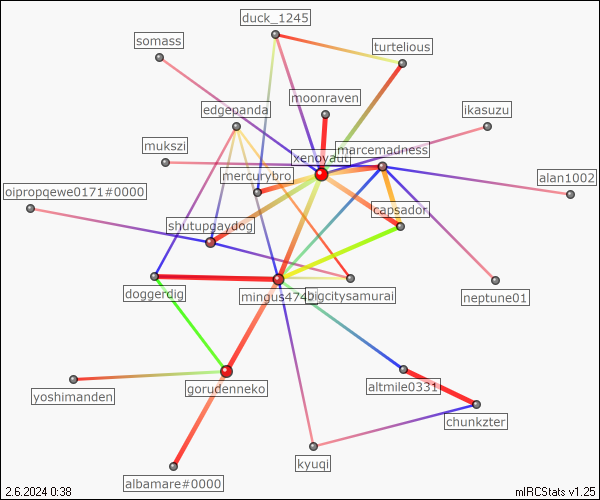 duck_1245
somass
turtelious
moonraven
edgepanda
ikasuzu
mukszi
marcemadness
xenoyaut
mercurybro
alan1002
oipropqewe0171#0000
capsador
shutupgaydog
doggerdig
mingus474
bigcitysamurai
neptune01
altmile0331
gorudenneko
yoshimanden
chunkzter
kyuqi
albamare#0000
2.6.2024 0:38
mIRCStats v1.25